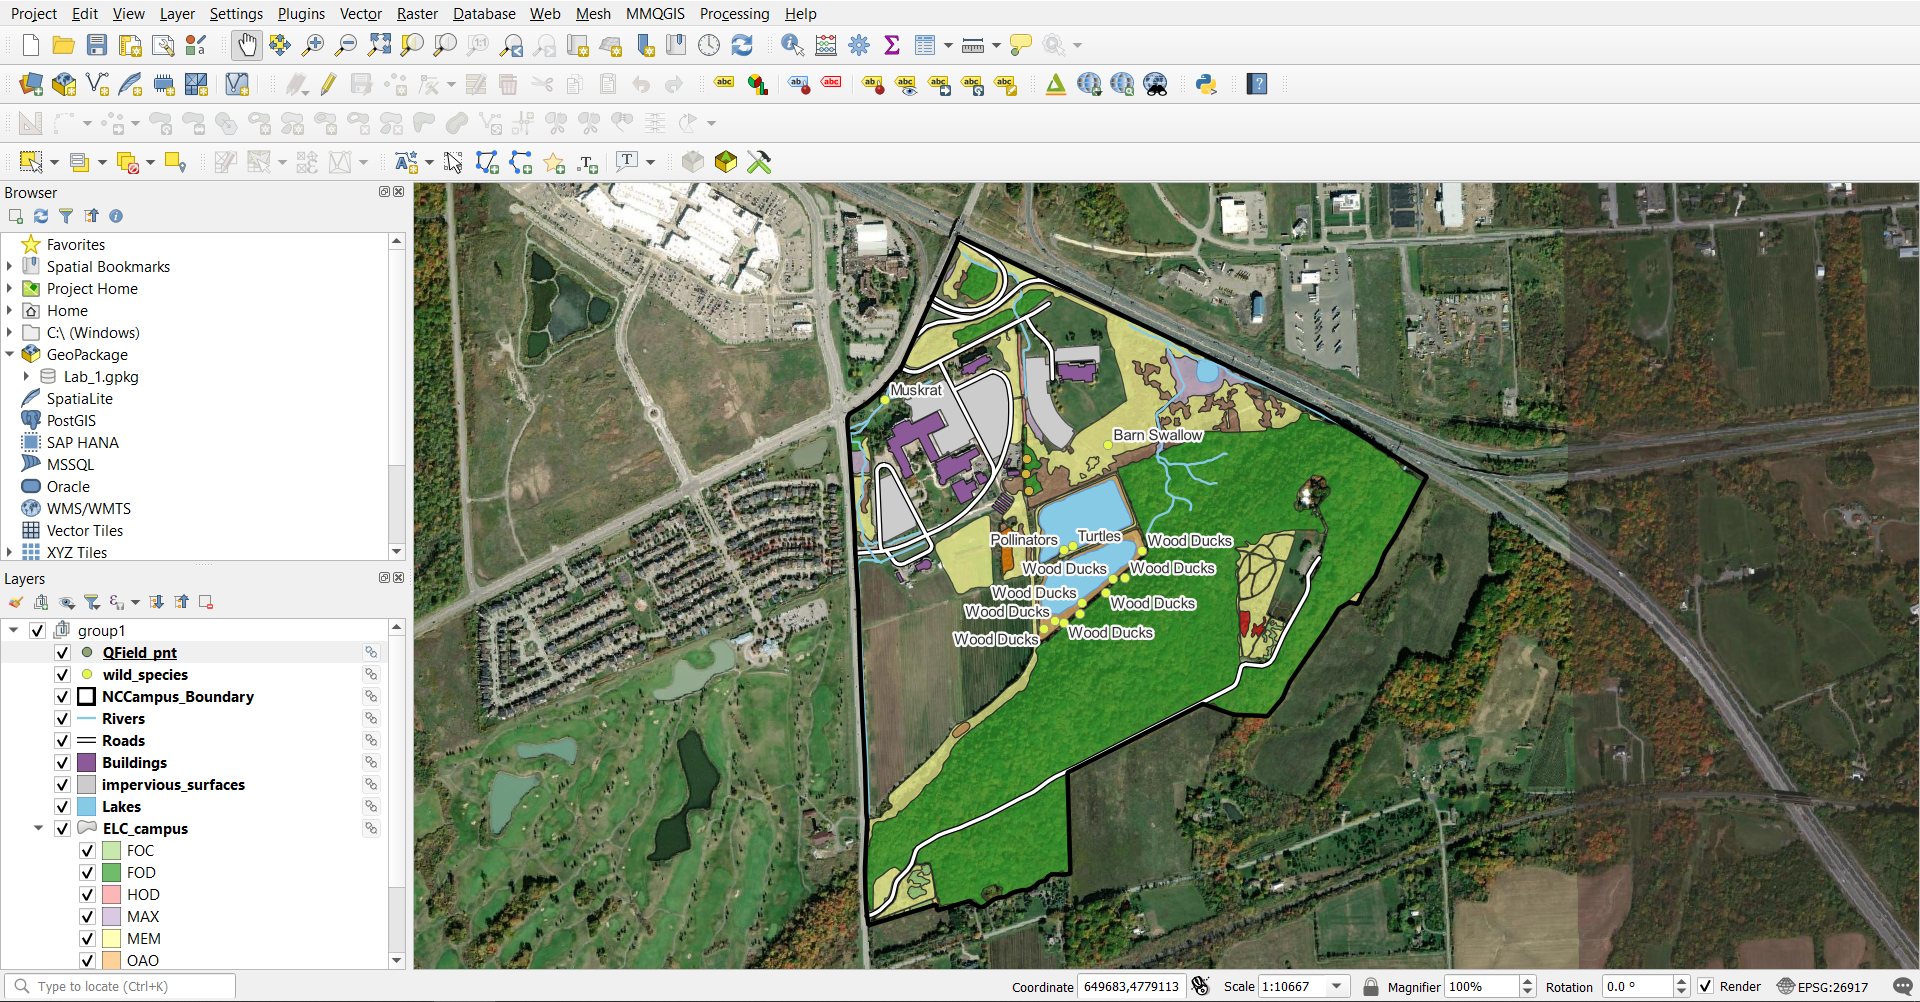 Project Edit View Layer Settings Plugins Vector Raster Database Web Mesh MMQGIS Processing Help
Browser
Favorites
Spatial Bookmarks
Project Home
Home
C:\ (Windows)
GeoPackage
Lab_1.gpkg
SpatiaLite
PostGIS
SAP HANA
MSSQL
Oracle
WMS/WMTS
Vector Tiles
XYZ Tiles
Layers
group1
QField_pnt
wild_species
NCCampus_Boundary
Rivers
Roads
Buildings
impervious_surfaces
Lakes
ELC_campus
FOC
FOD
HOD
MAX
MEM
OAO
Muskrat
Barn Swallow
Pollinators Turtles Wood Ducks
Wood Ducks Wood Ducks
Wood Ducks Wood Ducks
Wood Ducks
Wood Ducks Wood Ducks
Type to locate (Ctrl+K) Coordinate 649683,4779113 Scale 1:10667 Magnifier 100% Rotation 0.0 ° Render EPSG:26917